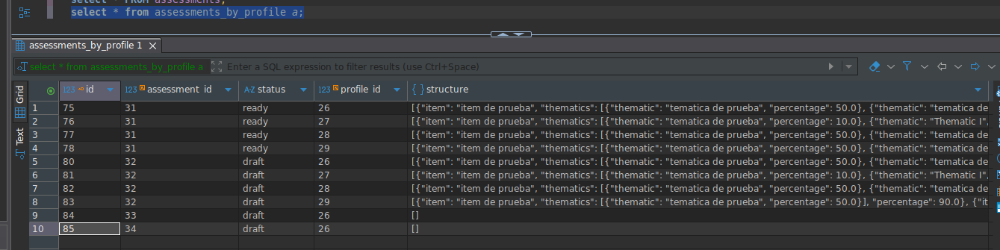 select * from assessments;
select * from assessments_by_profile a;
assessments_by_profile 1
select * from assessments_by_profile a Enter a SQL expression to filter results (use Ctrl+Space)
Grid
Text
123 id 123 assessment_id A-Z status 123 profile_id { } structure
1 75 31 ready 26 [{"item": "item de prueba", "thematics": [{"thematic": "tematica de prueba", "percentage": 50.0}, {"thematic": "tematica de
2 76 31 ready 27 [{"item": "item de prueba", "thematics": [{"thematic": "tematica de prueba", "percentage": 10.0}, {"thematic": "Thematic I",
3 77 31 ready 28 [{"item": "item de prueba", "thematics": [{"thematic": "tematica de prueba", "percentage": 50.0}, {"thematic": "tematica de
4 78 31 ready 29 [{"item": "item de prueba", "thematics": [{"thematic": "tematica de prueba", "percentage": 50.0}, {"thematic": "tematica de
5 80 32 draft 26 [{"item": "item de prueba", "thematics": [{"thematic": "tematica de prueba", "percentage": 50.0}, {"thematic": "tematica de
6 81 32 draft 27 [{"item": "item de prueba", "thematics": [{"thematic": "tematica de prueba", "percentage": 10.0}, {"thematic": "Thematic I",
7 82 32 draft 28 [{"item": "item de prueba", "thematics": [{"thematic": "tematica de prueba", "percentage": 50.0}, {"thematic": "tematica de
8 83 32 draft 29 [{"item": "item de prueba", "thematics": [{"thematic": "tematica de prueba", "percentage": 50.0}], "percentage": 90.0}, {"it
9 84 33 draft 26 []
10 85 34 draft 26 []